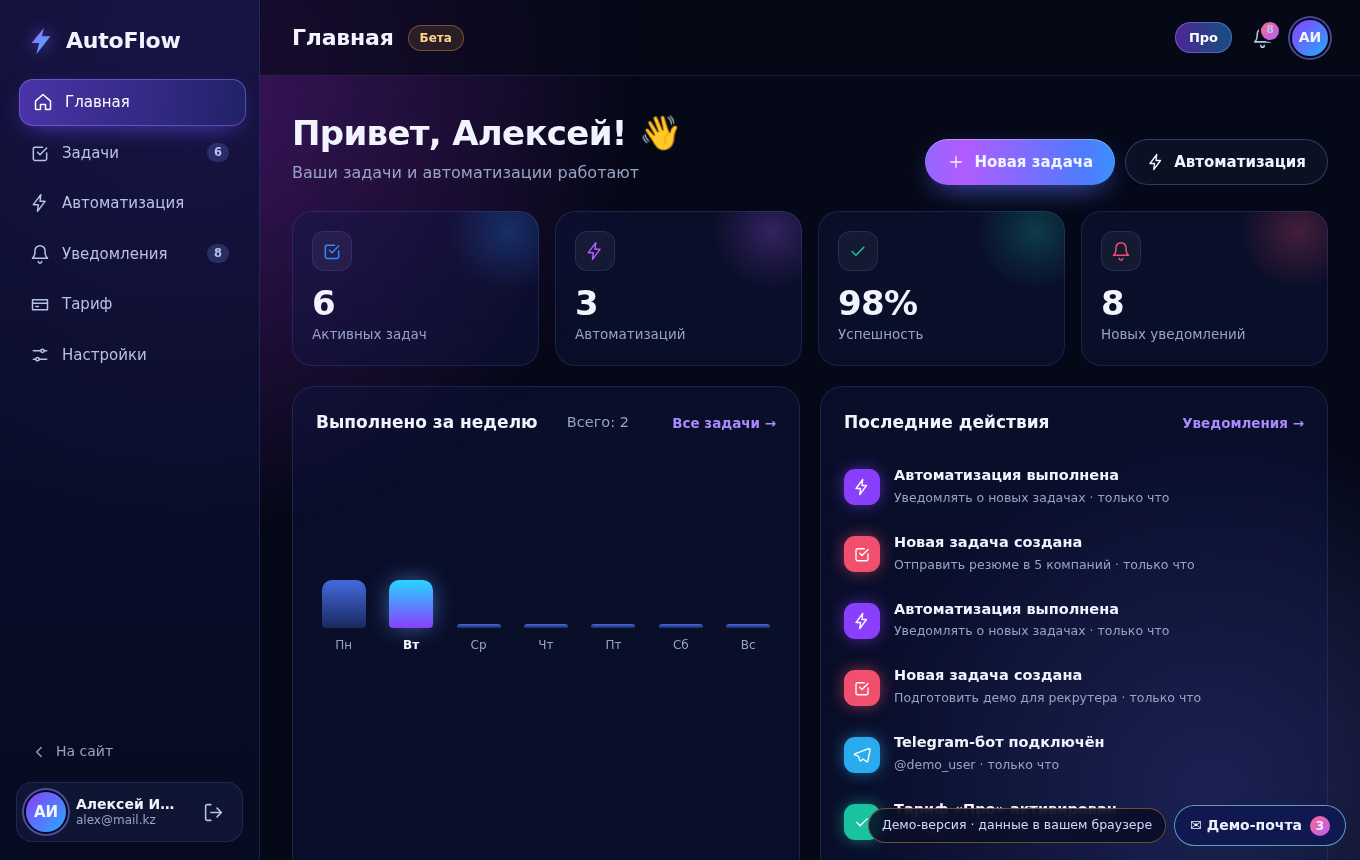 AutoFlow
Главная
Задачи 6
Автоматизация
Уведомления 8
Тариф
Настройки
На сайт
АИ
Алексей И...
alex@mail.kz
Главная Бета
Про 8 АИ
Привет, Алексей! 👋
Ваши задачи и автоматизации работают
+ Новая задача
Автоматизация
6
Активных задач
3
Автоматизаций
98%
Успешность
8
Новых уведомлений
Выполнено за неделю Всего: 2 Все задачи →
Пн Вт Ср Чт Пт Сб Вс
Последние действия Уведомления →
Автоматизация выполнена
Уведомлять о новых задачах · только что
Новая задача создана
Отправить резюме в 5 компаний · только что
Автоматизация выполнена
Уведомлять о новых задачах · только что
Новая задача создана
Подготовить демо для рекрутера · только что
Telegram-бот подключён
@demo_user · только что
Тариф «Про» активирован
Демо-версия · данные в вашем браузере
✉ Демо-почта 3